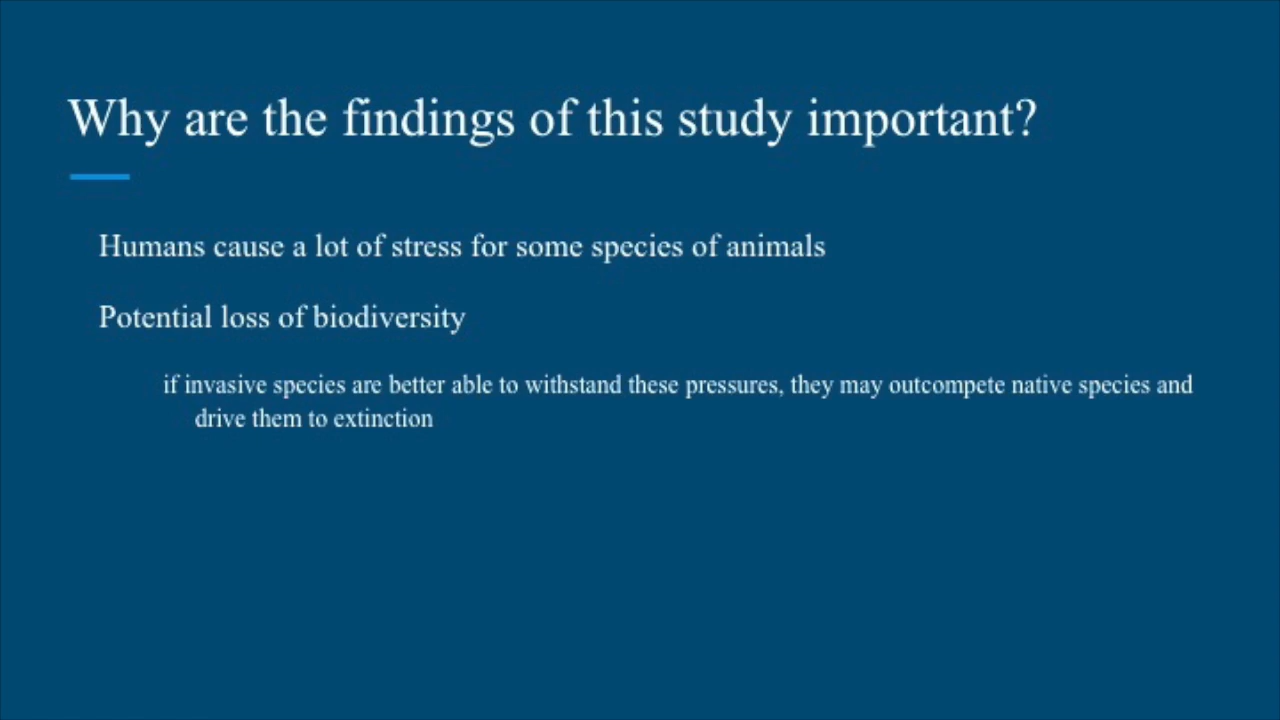 Why are the findings of this study important?
Humans cause a lot of stress for some species of animals
Potential loss of biodiversity
if invasive species are better able to withstand these pressures, they may outcompete native species and
drive them to extinction